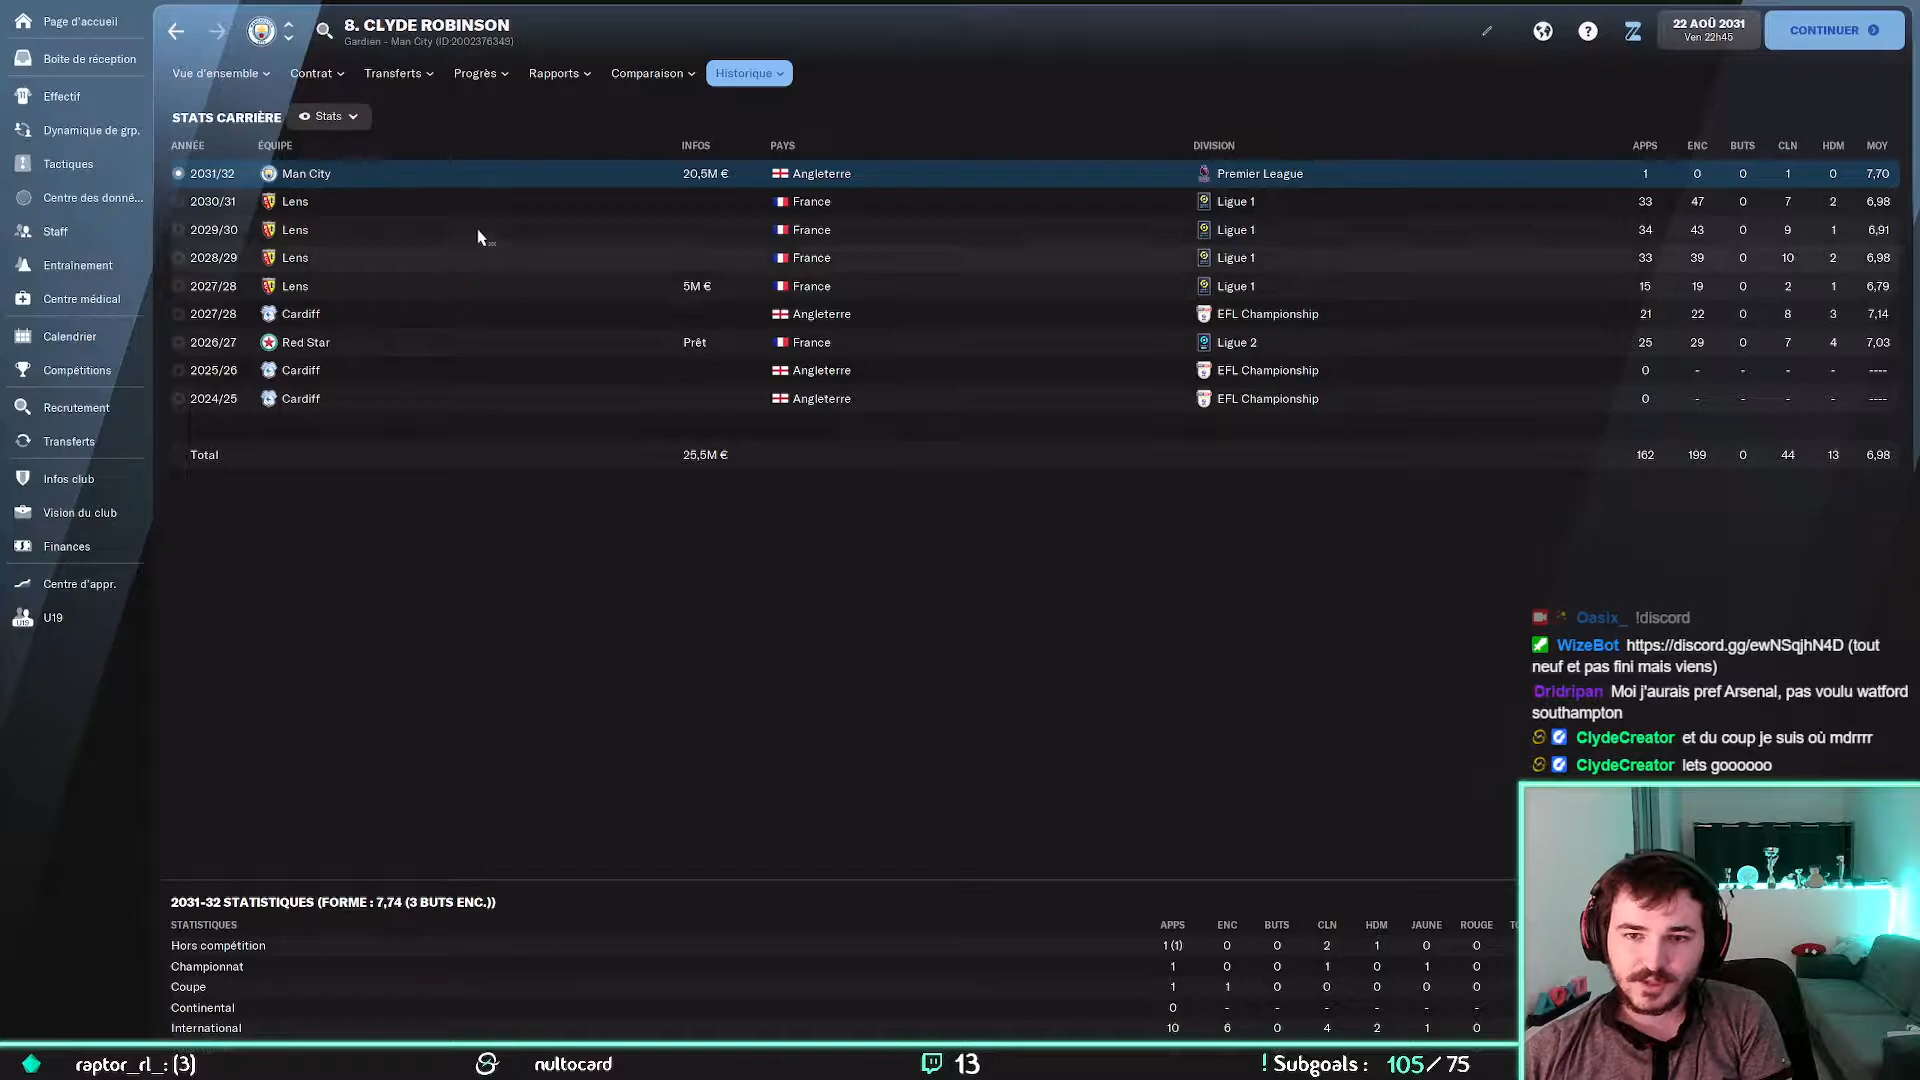 Page d'accueil
Boîte de réception
Effectif
Dynamique de grp.
Tactiques
Centre des donné...
Staff
Entraînement
Centre médical
Calendrier
Compétitions
Recrutement
Transferts
Infos club
Vision du club
Finances
Centre d'appr.
U19
8. CLYDE ROBINSON
Gardien - Man City (ID:2002376349)
22 AOÛ 2031
Ven 22h45
CONTINUER
Vue d'ensemble Contrat Transferts Progrès Rapports Comparaison Historique
STATS CARRIÈRE Stats
ANNÉE ÉQUIPE INFOS PAYS DIVISION APPS ENC BUTS CLN HDM MOY
2031/32 Man City 20,5M € Angleterre Premier League 1 0 0 1 0 7,70
2030/31 Lens France Ligue 1 33 47 0 7 2 6,98
2029/30 Lens France Ligue 1 34 43 0 9 1 6,91
2028/29 Lens France Ligue 1 33 39 0 10 2 6,98
2027/28 Lens 5M € France Ligue 1 15 19 0 2 1 6,79
2027/28 Cardiff Angleterre EFL Championship 21 22 0 8 3 7,14
2026/27 Red Star Prêt France Ligue 2 25 29 0 7 4 7,03
2025/26 Cardiff Angleterre EFL Championship 0 - - - - ----
2024/25 Cardiff Angleterre EFL Championship 0 - - - - ----
Total 25,5M € 162 199 0 44 13 6,98
Oasix_ !discord
WizeBot https://discord.gg/ewNSqjhN4D (tout
neuf et pas fini mais viens)
Dridripan Moi j'aurais pref Arsenal, pas voulu watford
southampton
ClydeCreator et du coup je suis où mdrrrr
ClydeCreator lets goooooo
2031-32 STATISTIQUES (FORME : 7,74 (3 BUTS ENC.))
STATISTIQUES APPS ENC BUTS CLN HDM JAUNE ROUGE
Hors compétition 1 (1) 0 0 2 1 0 0
Championnat 1 0 0 1 0 1 0
Coupe 1 1 0 0 0 0 0
Continental 0 - - - - - -
International 10 6 0 4 2 1 0
raptor_rl_: (3) nultocard 13 ! Subgoals : 105 / 75